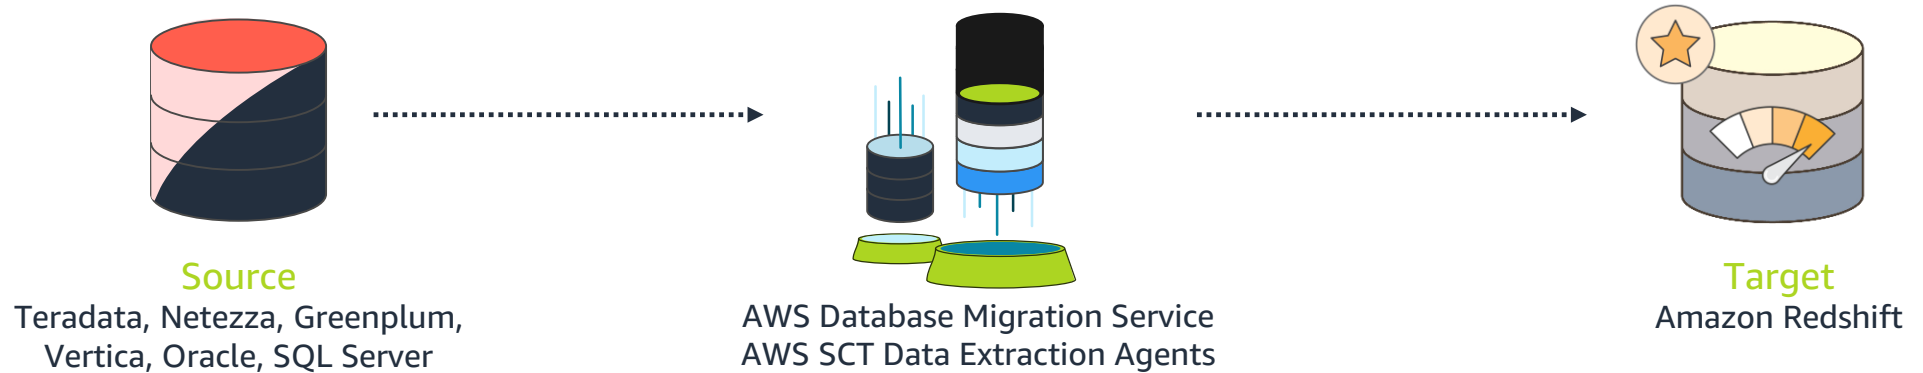 Source
Teradata, Netezza, Greenplum,
Vertica, Oracle, SQL Server
AWS Database Migration Service
AWS SCT Data Extraction Agents
Target
Amazon Redshift